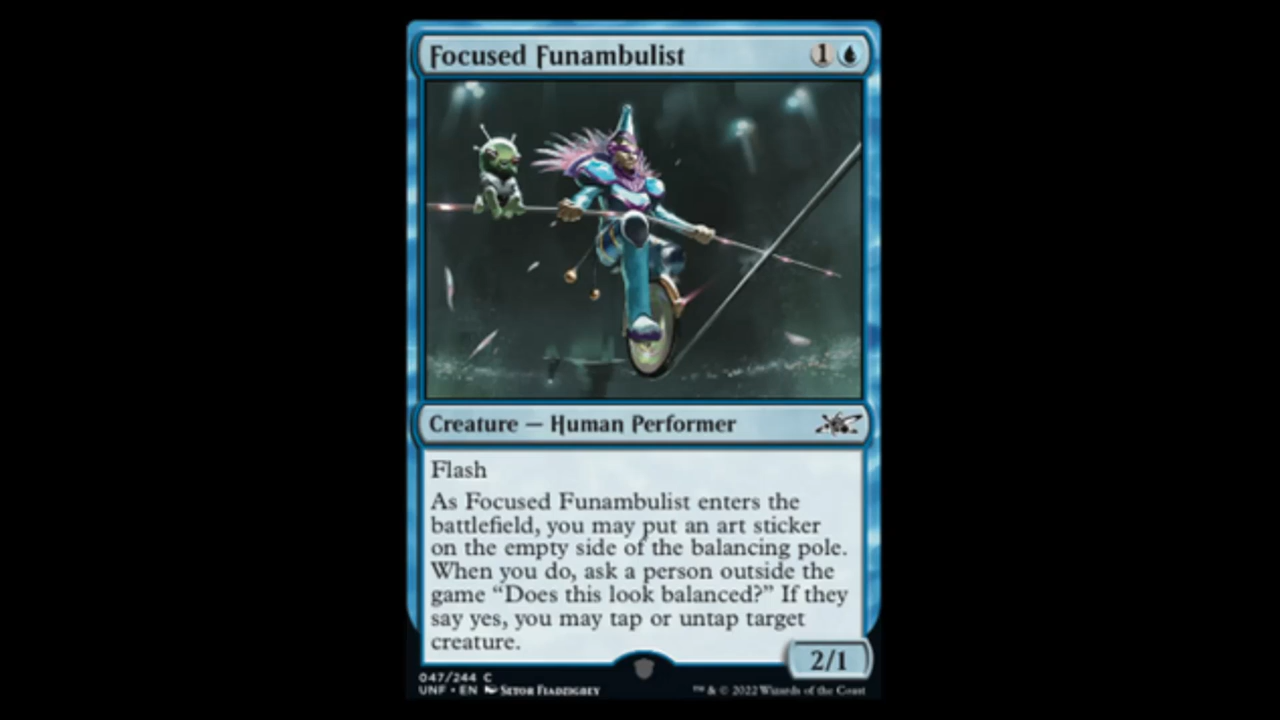 Focused Funambulist 1
Creature — Human Performer
Flash
As Focused Funambulist enters the
battlefield, you may put an art sticker
on the empty side of the balancing pole.
When you do, ask a person outside the
game “Does this look balanced?” If they
say yes, you may tap or untap target
creature.
2/1
047/244 C
UNF • EN Setor Fiadzigbey
™ & © 2022 Wizards of the Coast